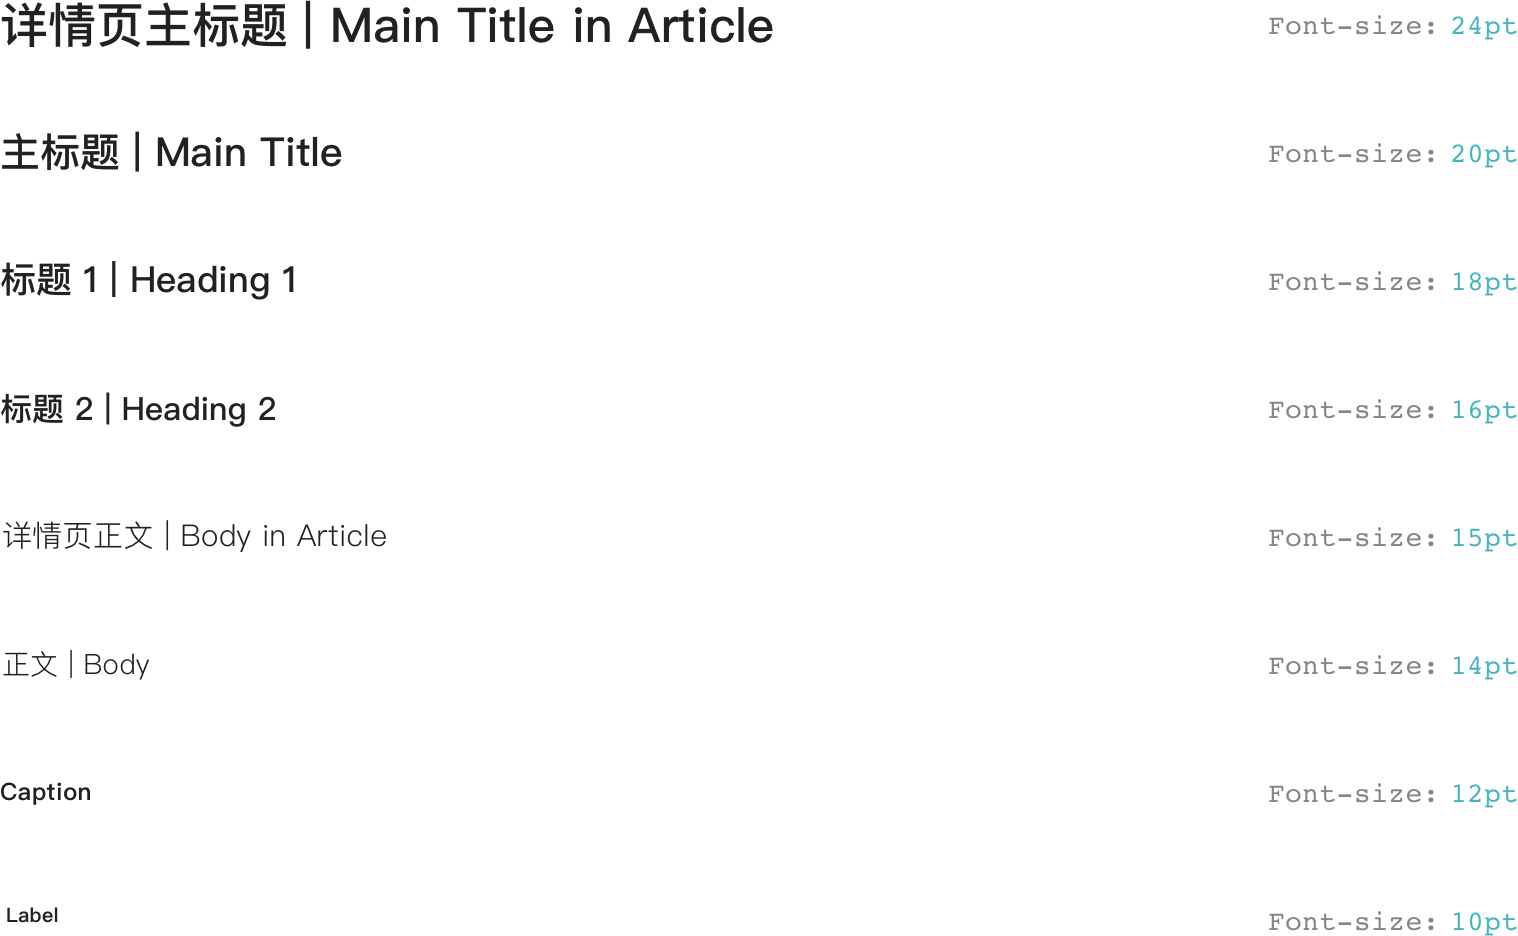 详情页主标题 | Main Title in Article Font-size: 24pt
主标题 | Main Title Font-size: 20pt
标题 1 | Heading 1 Font-size: 18pt
标题 2 | Heading 2 Font-size: 16pt
详情页正文 | Body in Article Font-size: 15pt
正文 | Body Font-size: 14pt
Caption Font-size: 12pt
Label Font-size: 10pt